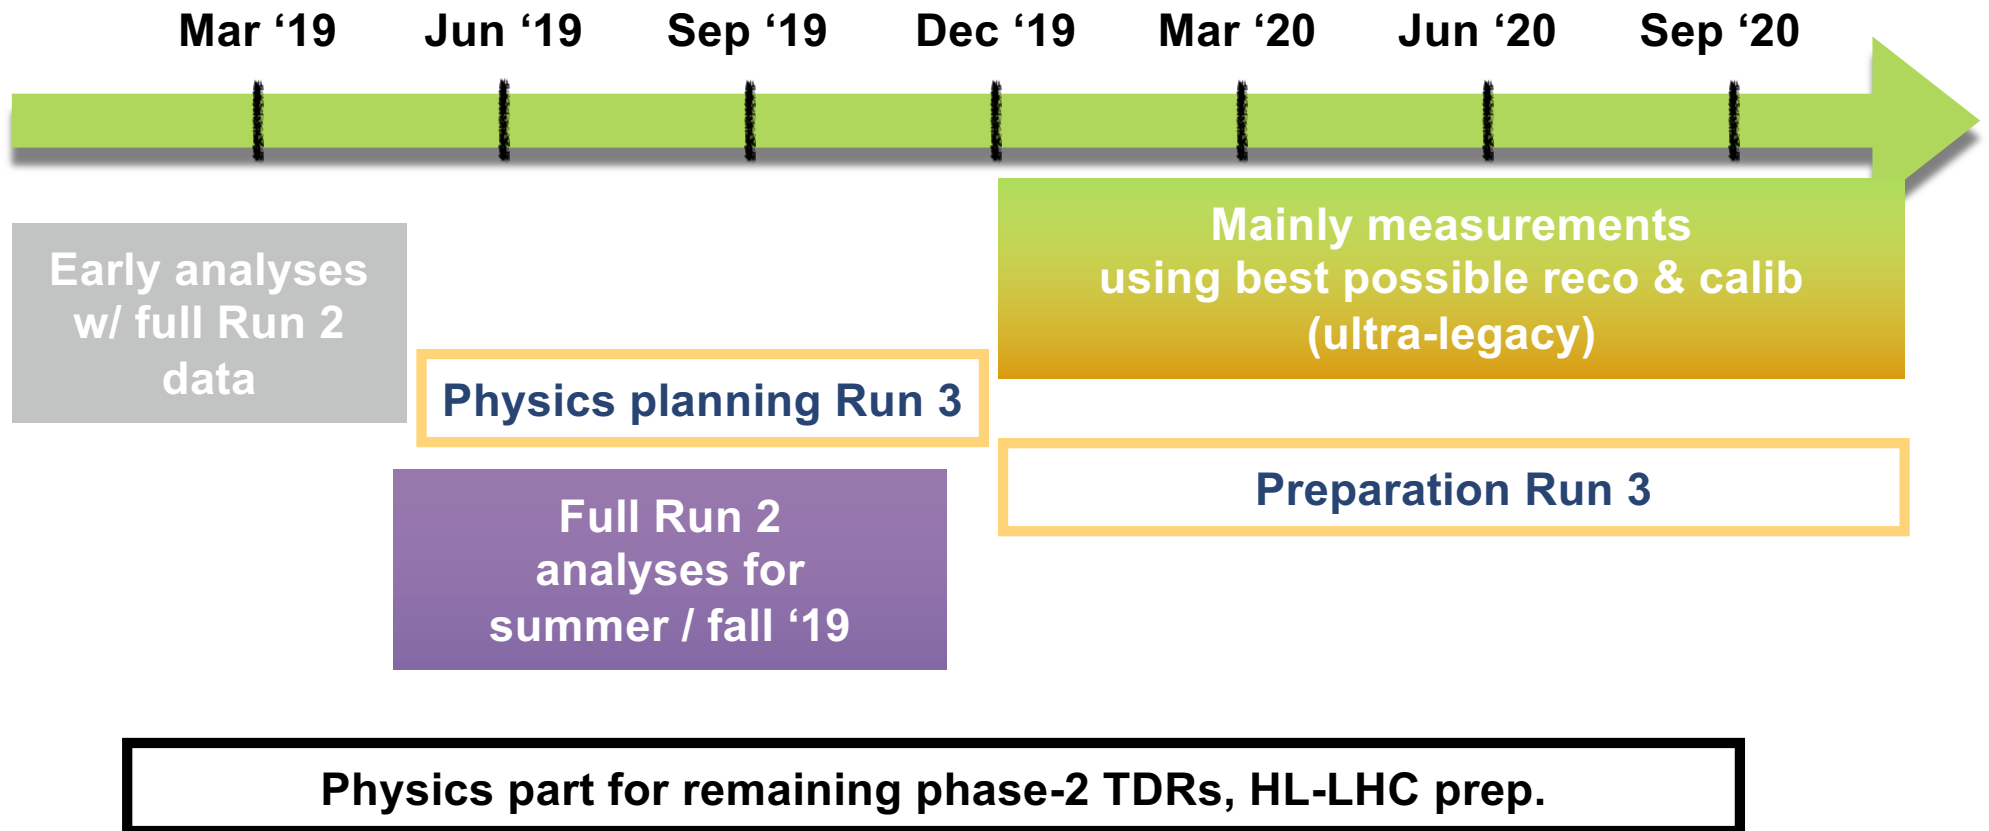 Mar ‘19 Jun ‘19 Sep ‘19 Dec ‘19 Mar ‘20 Jun ‘20 Sep ‘20
Early analyses
w/ full Run 2
data
Mainly measurements
using best possible reco & calib
(ultra-legacy)
Physics planning Run 3
Preparation Run 3
Full Run 2
analyses for
summer / fall ‘19
Physics part for remaining phase-2 TDRs, HL-LHC prep.